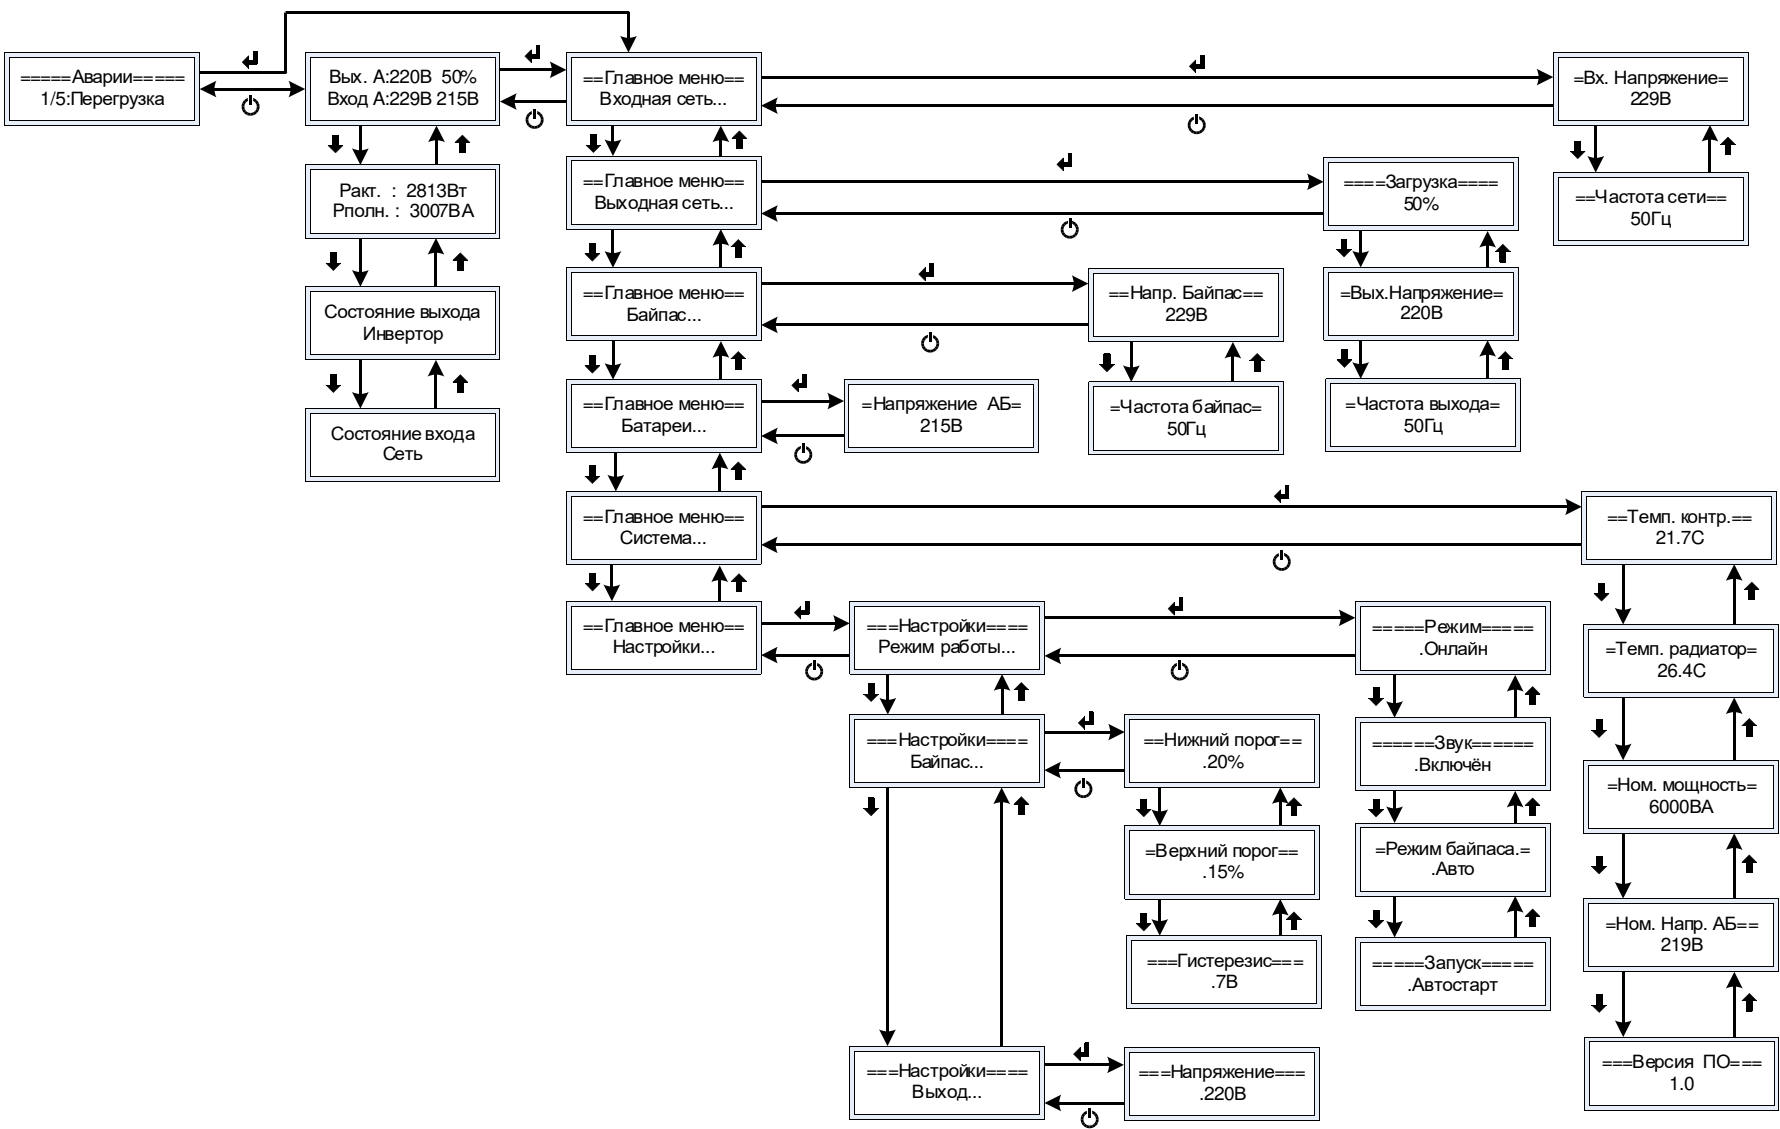 =====Аварии=====
1/5:Перегрузка
Вых. А:220В 50%
Вход А:229В 215В
Ракт. : 2813Вт
Рполн. : 3007ВА
Состояние выхода
Инвертор
Состояние входа
Сеть
==Главное меню==
Входная сеть...
=Вх. Напряжение=
229В
==Частота сети==
50Гц
==Главное меню==
Выходная сеть...
====Загрузка====
50%
=Вых.Напряжение=
220В
=Частота выхода=
50Гц
==Главное меню==
Байпас...
==Напр. Байпас==
229В
=Частота байпас=
50Гц
==Главное меню==
Батареи...
=Напряжение АБ=
215В
==Главное меню==
Система...
==Темп. контр.==
21.7С
=Темп. радиатор=
26.4С
=Ном. мощность=
6000ВА
=Ном. Напр. АБ==
219В
===Версия ПО===
1.0
==Главное меню==
Настройки...
===Настройки====
Режим работы...
=====Режим=====
.Онлайн
======Звук======
.Включён
=Режим байпаса.=
.Авто
=====Запуск=====
.Автостарт
===Настройки====
Байпас...
==Нижний порог==
.20%
=Верхний порог==
.15%
===Гистерезис===
.7В
===Настройки====
Выход...
===Напряжение===
.220В